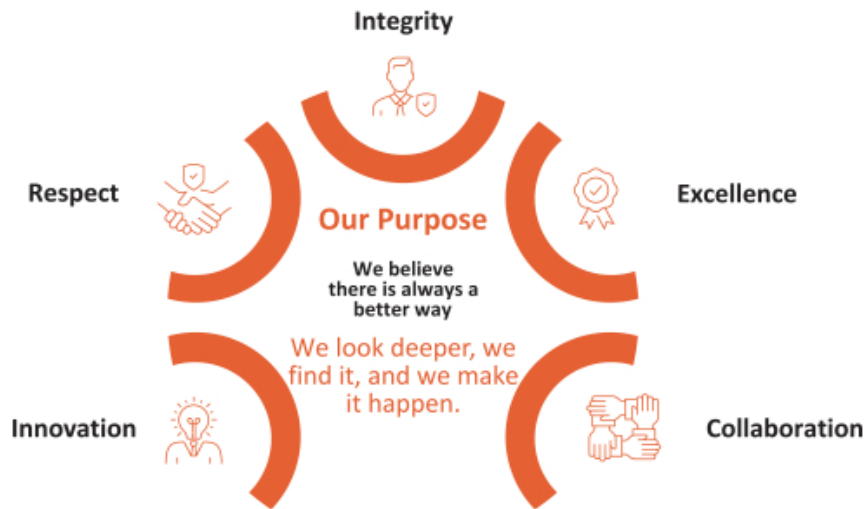 Integrity
Respect
Excellence
Our Purpose
We believe
there is always a
better way
We look deeper, we
find it, and we make
it happen.
Innovation
Collaboration